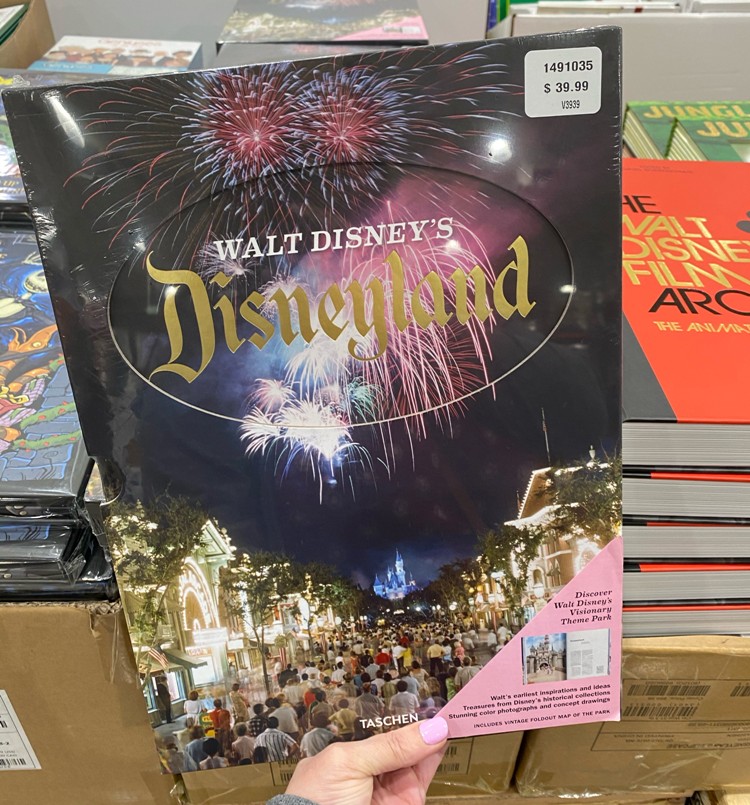 1491035
$ 39.99
V3939
WALT DISNEY'S
Disneyland
Discover
Walt Disney's
Visionary
Theme Park
Walt's earliest inspirations and ideas
Treasures from Disney's historical collections
Stunning color photographs and concept drawings
INCLUDES VINTAGE FOLDOUT MAP OF THE PARK
TASCHEN
JUNGL
JU
HE
WALT
DISNE
FILM
ARC
THE ANIMAT